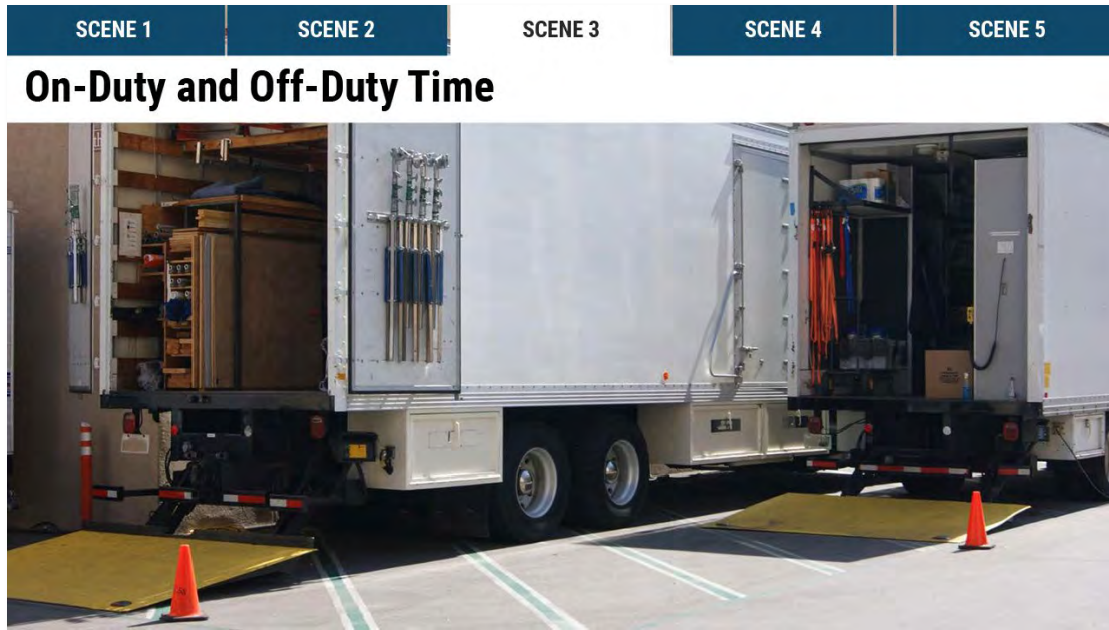 SCENE 1
SCENE 2
SCENE 3
SCENE 4
SCENE 5
On-Duty and Off-Duty Time